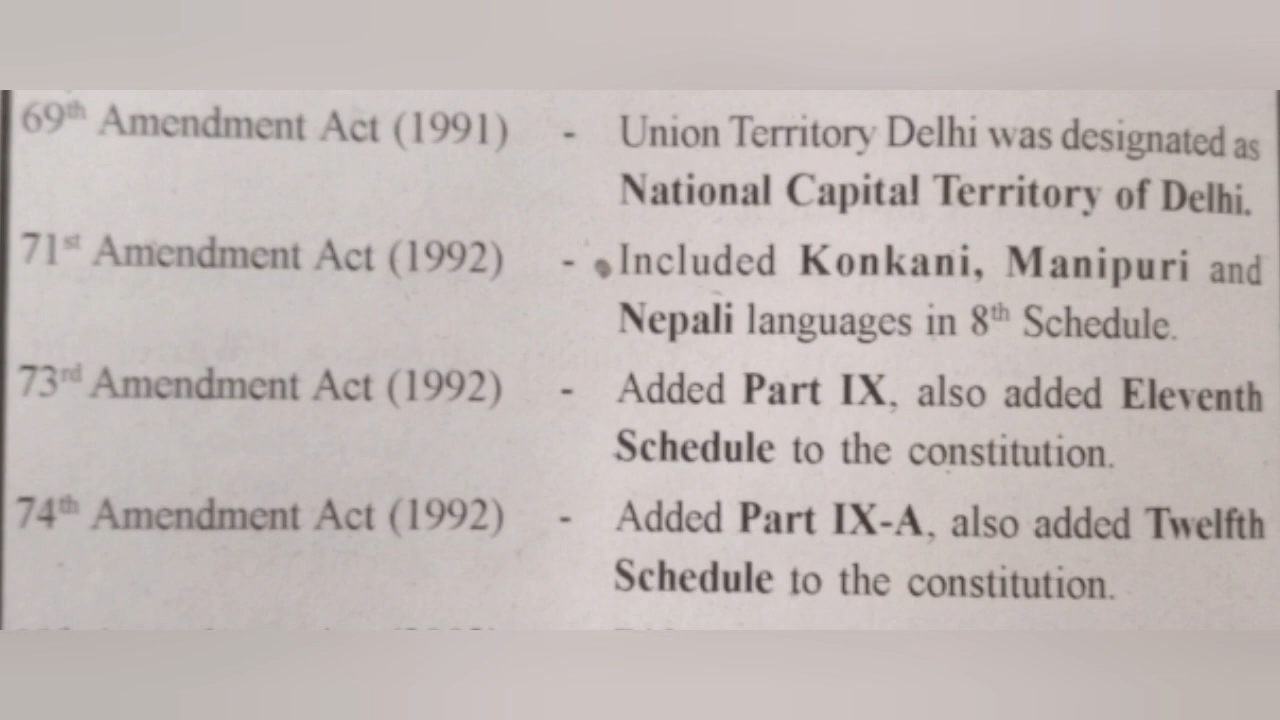 69th Amendment Act (1991) - Union Territory Delhi was designated as
National Capital Territory of Delhi.
71st Amendment Act (1992) - Included Konkani, Manipuri and
Nepali languages in 8th Schedule.
73rd Amendment Act (1992) - Added Part IX, also added Eleventh
Schedule to the constitution.
74th Amendment Act (1992) - Added Part IX-A, also added Twelfth
Schedule to the constitution.